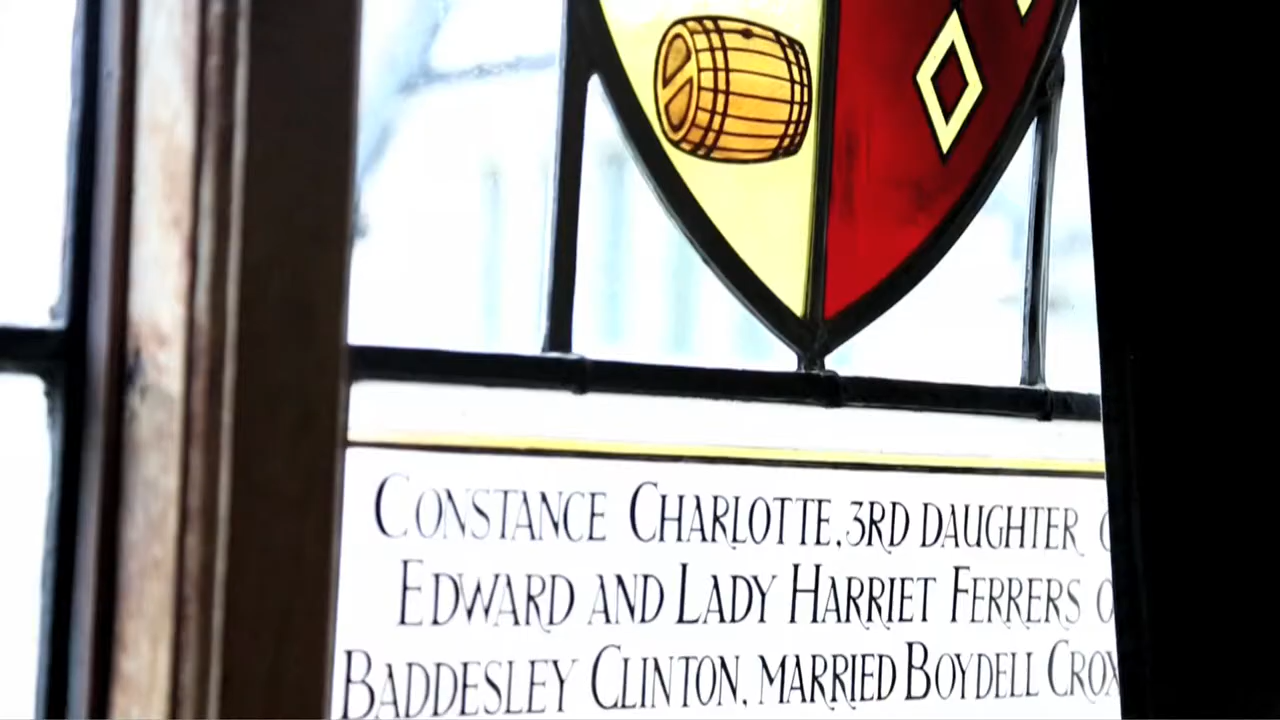 CONSTANCE CHARLOTTE, 3RD DAUGHTER
EDWARD AND LADY HARRIET FERRERS
BADDESLEY CLINTON, MARRIED BOYDELL